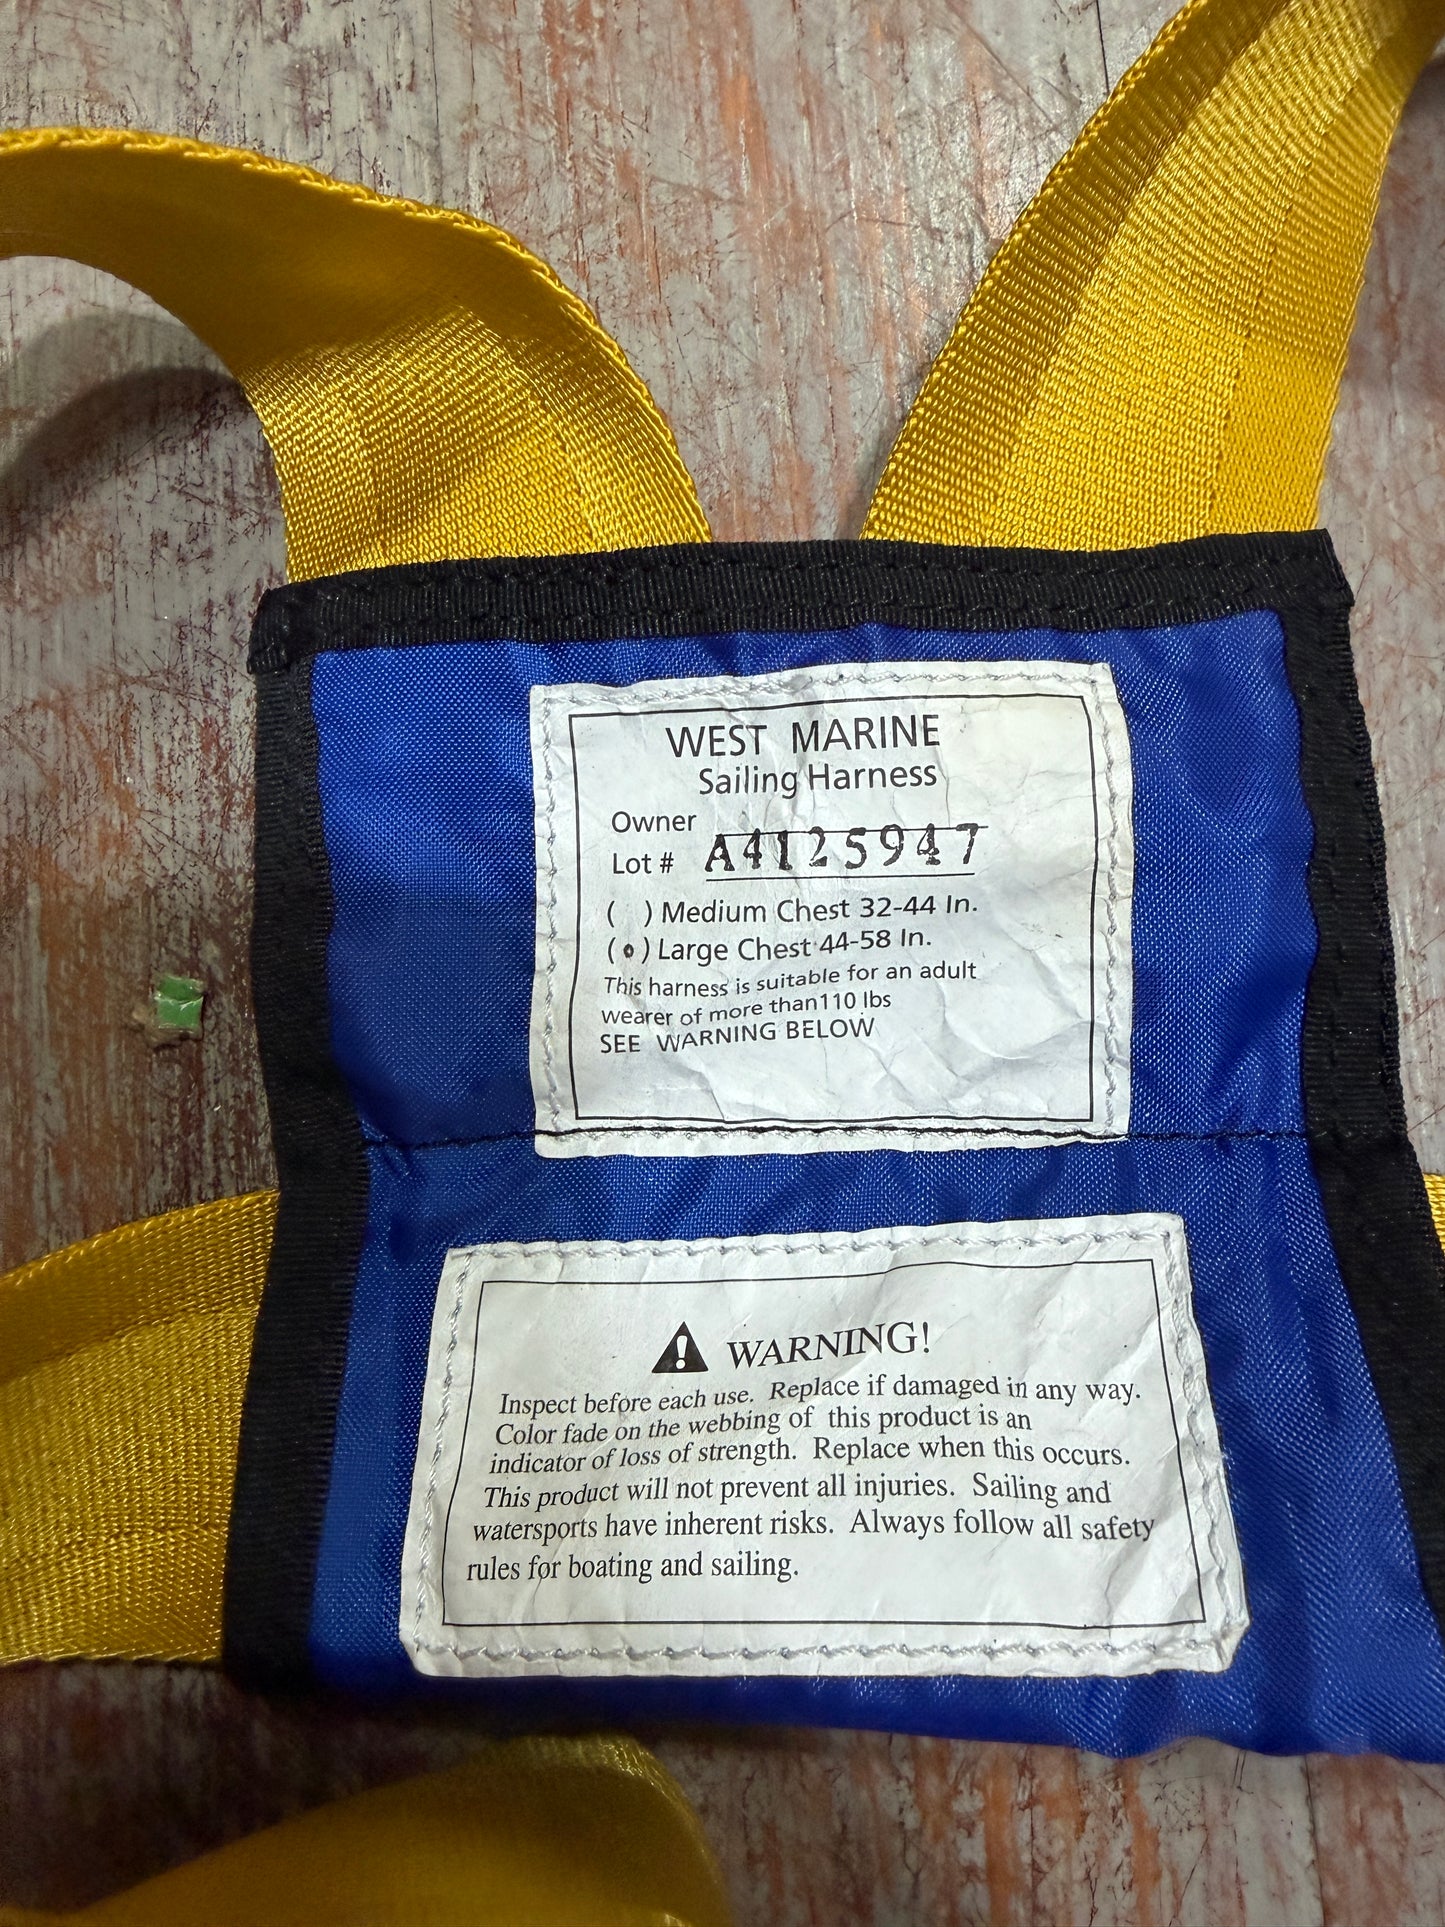 WEST MARINE
Sailing Harness
Owner
Lot # A4125947
( ) Medium Chest 32-44 In.
(•) Large Chest 44-58 In.
This harness is suitable for an adult
wearer of more than110 lbs
SEE WARNING BELOW
WARNING!
Inspect before each use. Replace if damaged in any way.
Color fade on the webbing of this product is an
indicator of loss of strength. Replace when this occurs.
This product will not prevent all injuries. Sailing and
watersports have inherent risks. Always follow all safety
rules for boating and sailing.